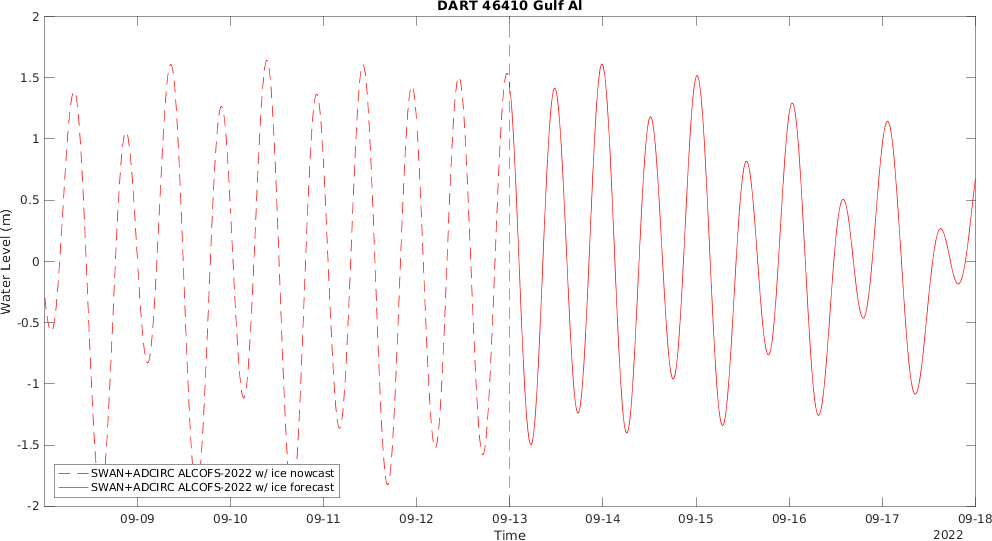 DART 46410 Gulf Al
2
1.5
1
0.5
0
-0.5
-1
-1.5
-2
Water Level (m)
SWAN+ADCIRC ALCOFS-2022 w/ ice nowcast
SWAN+ADCIRC ALCOFS-2022 w/ ice forecast
09-09 09-10 09-11 09-12 09-13 09-14 09-15 09-16 09-17 09-18
Time
2022